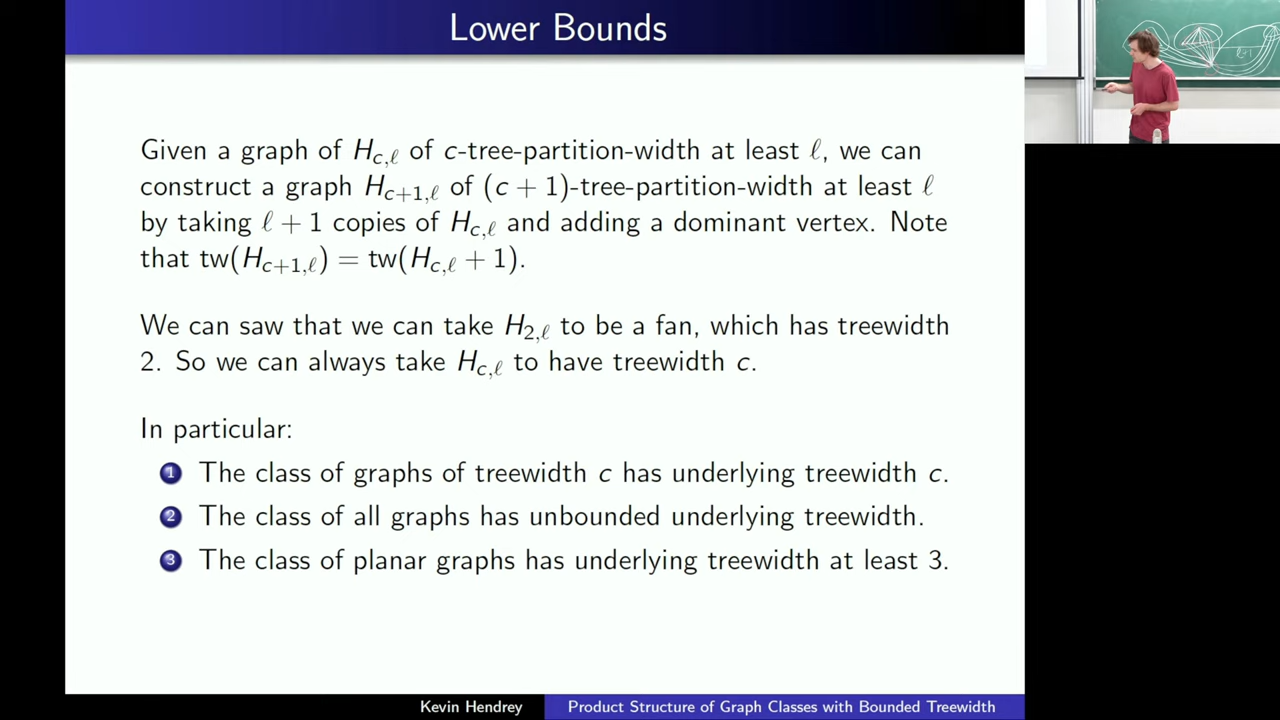 Lower Bounds
Given a graph of H_{c,ℓ} of c-tree-partition-width at least ℓ, we can
construct a graph H_{c+1,ℓ} of (c + 1)-tree-partition-width at least ℓ
by taking ℓ + 1 copies of H_{c,ℓ} and adding a dominant vertex. Note
that tw(H_{c+1,ℓ}) = tw(H_{c,ℓ} + 1).
We can saw that we can take H_{2,ℓ} to be a fan, which has treewidth
2. So we can always take H_{c,ℓ} to have treewidth c.
In particular:
1 The class of graphs of treewidth c has underlying treewidth c.
2 The class of all graphs has unbounded underlying treewidth.
3 The class of planar graphs has underlying treewidth at least 3.
Kevin Hendrey
Product Structure of Graph Classes with Bounded Treewidth